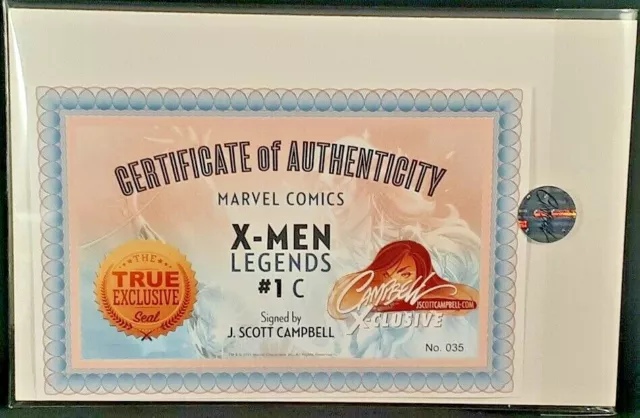 CERTIFICATE of AUTHENTICITY
MARVEL COMICS
X-MEN
LEGENDS
#1 C
Signed by
J. SCOTT CAMPBELL
THE
TRUE
EXCLUSIVE
Seal
CAMPBELL
JSCOTTCAMPBELL.COM
X-CLUSIVE
No. 035